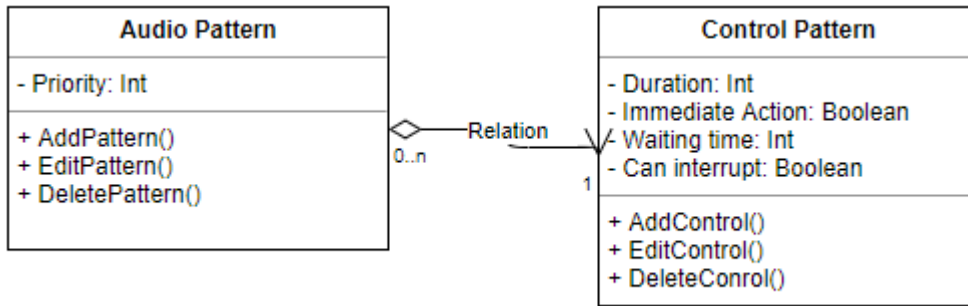 Audio Pattern
- Priority: Int
+ AddPattern()
+ EditPattern()
+ DeletePattern()
0..n
Relation
1
Control Pattern
- Duration: Int
- Immediate Action: Boolean
- Waiting time: Int
- Can interrupt: Boolean
+ AddControl()
+ EditControl()
+ DeleteConrol()